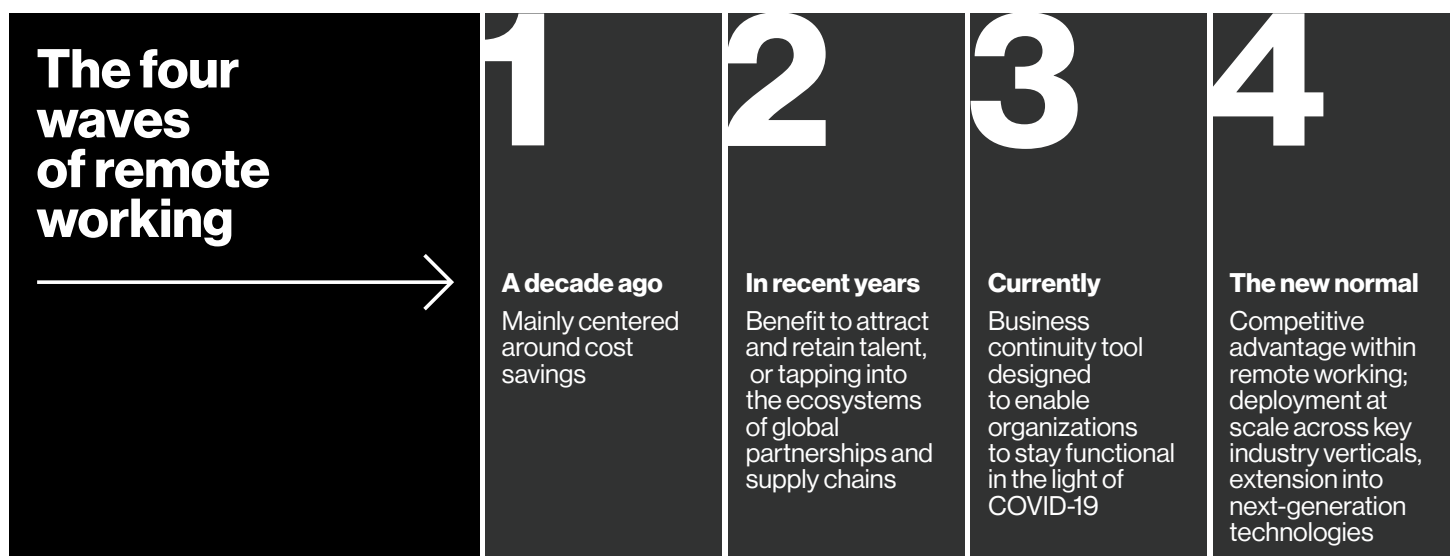 The four
waves
of remote
working
1
A decade ago
Mainly centered
around cost
savings
2
In recent years
Benefit to attract
and retain talent,
or tapping into
the ecosystems
of global
partnerships and
supply chains
3
Currently
Business
continuity tool
designed
to enable
organizations
to stay functional
in the light of
COVID-19
4
The new normal
Competitive
advantage within
remote working;
deployment at
scale across key
industry verticals,
extension into
next-generation
technologies